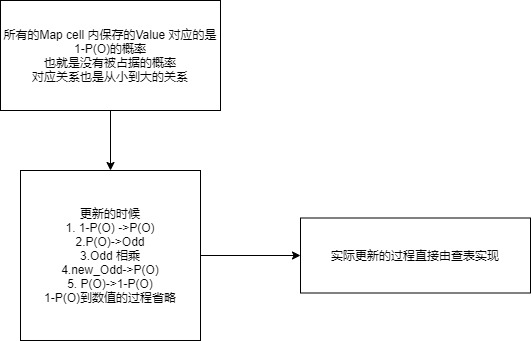 所有的Map cell 内保存的Value 对应的是
1-P(O)的概率
也就是没有被占据的概率
对应关系也是从小到大的关系
更新的时候
1. 1-P(O) ->P(O)
2.P(O)->Odd
3.Odd 相乘
4.new_Odd->P(O)
5. P(O)->1-P(O)
1-P(O)到数值的过程省略
实际更新的过程直接由查表实现